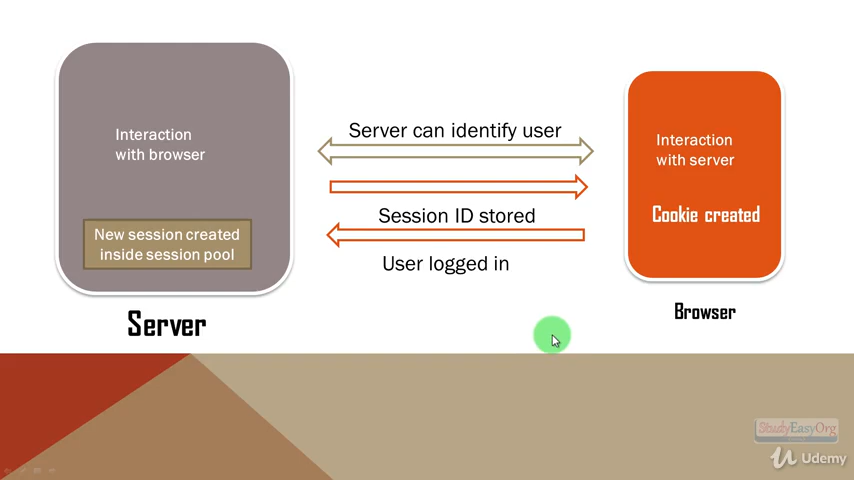 Server can identify user
Interaction
with browser
Interaction
with server
Session ID stored
Cookie created
New session created
inside session pool
User logged in
Server
Browser
StudyEasyOrg
Udemy